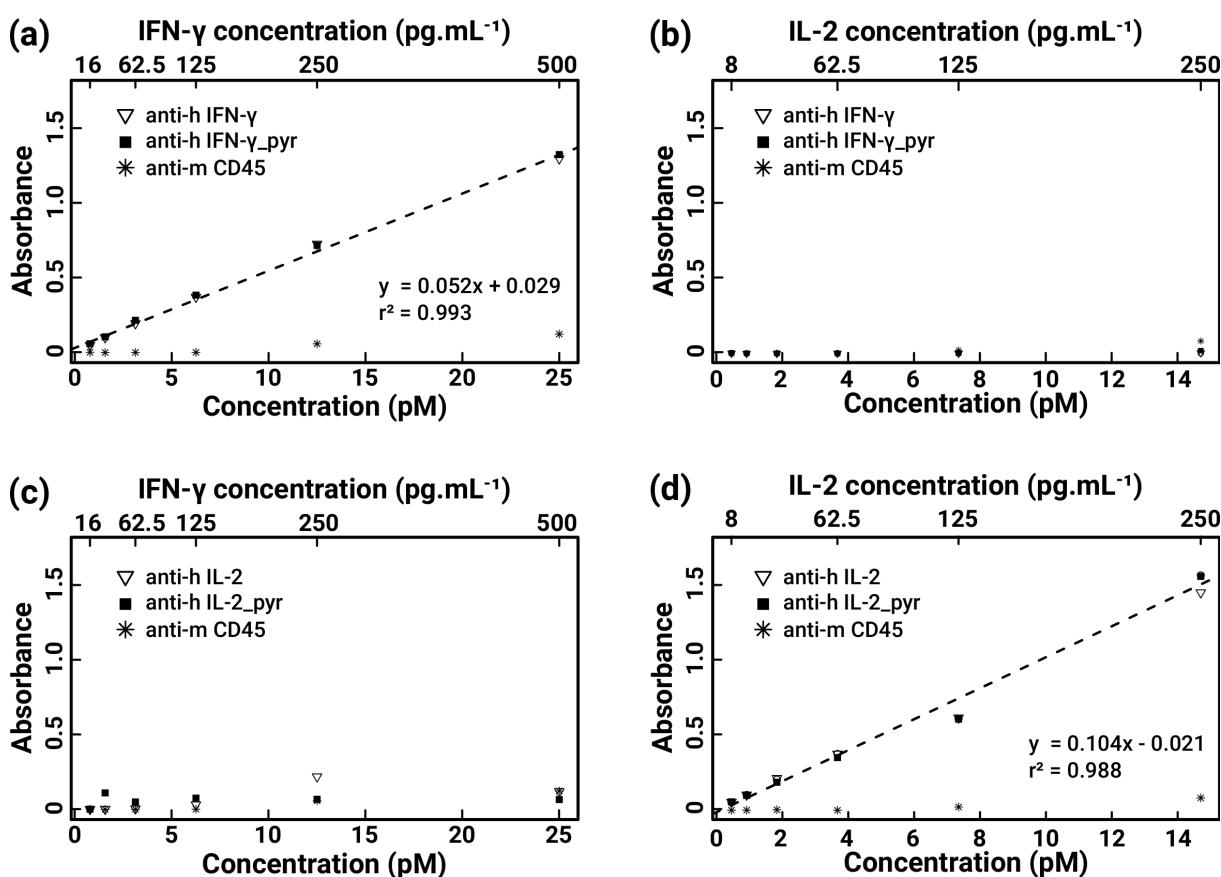 (a)
IFN-γ concentration (pg.mL⁻¹)
16 62.5 125 250 500
anti-h IFN-γ
anti-h IFN-γ_pyr
anti-m CD45
Absorbance
0 0.5 1.0 1.5
y = 0.052x + 0.029
r² = 0.993
0 5 10 15 20 25
Concentration (pM)
(b)
IL-2 concentration (pg.mL⁻¹)
8 62.5 125 250
anti-h IFN-γ
anti-h IFN-γ_pyr
anti-m CD45
Absorbance
0 0.5 1.0 1.5
0 2 4 6 8 10 12 14
Concentration (pM)
(c)
IFN-γ concentration (pg.mL⁻¹)
16 62.5 125 250 500
anti-h IL-2
anti-h IL-2_pyr
anti-m CD45
Absorbance
0 0.5 1.0 1.5
0 5 10 15 20 25
Concentration (pM)
(d)
IL-2 concentration (pg.mL⁻¹)
8 62.5 125 250
anti-h IL-2
anti-h IL-2_pyr
anti-m CD45
Absorbance
0 0.5 1.0 1.5
y = 0.104x - 0.021
r² = 0.988
0 2 4 6 8 10 12 14
Concentration (pM)